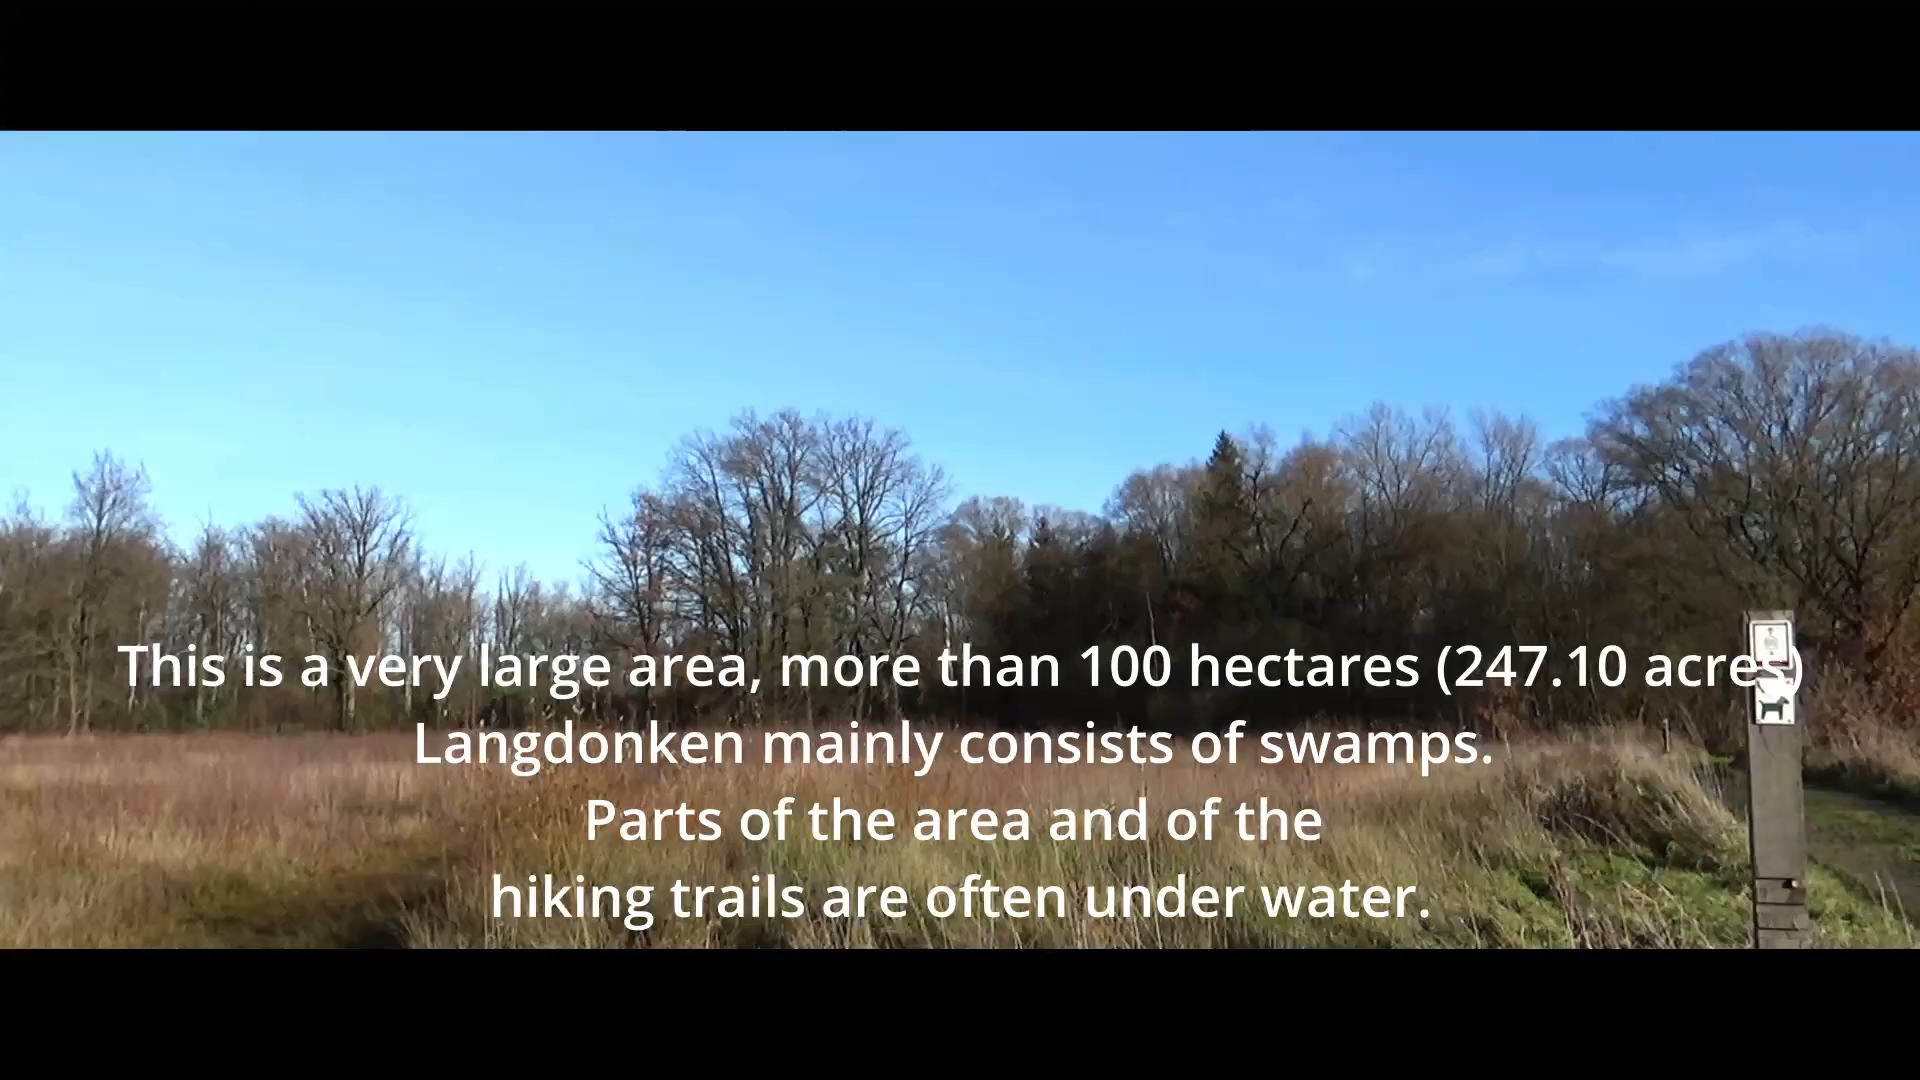 This is a very large area, more than 100 hectares (247.10 acres)
Langdonken mainly consists of swamps.
Parts of the area and of the
hiking trails are often under water.